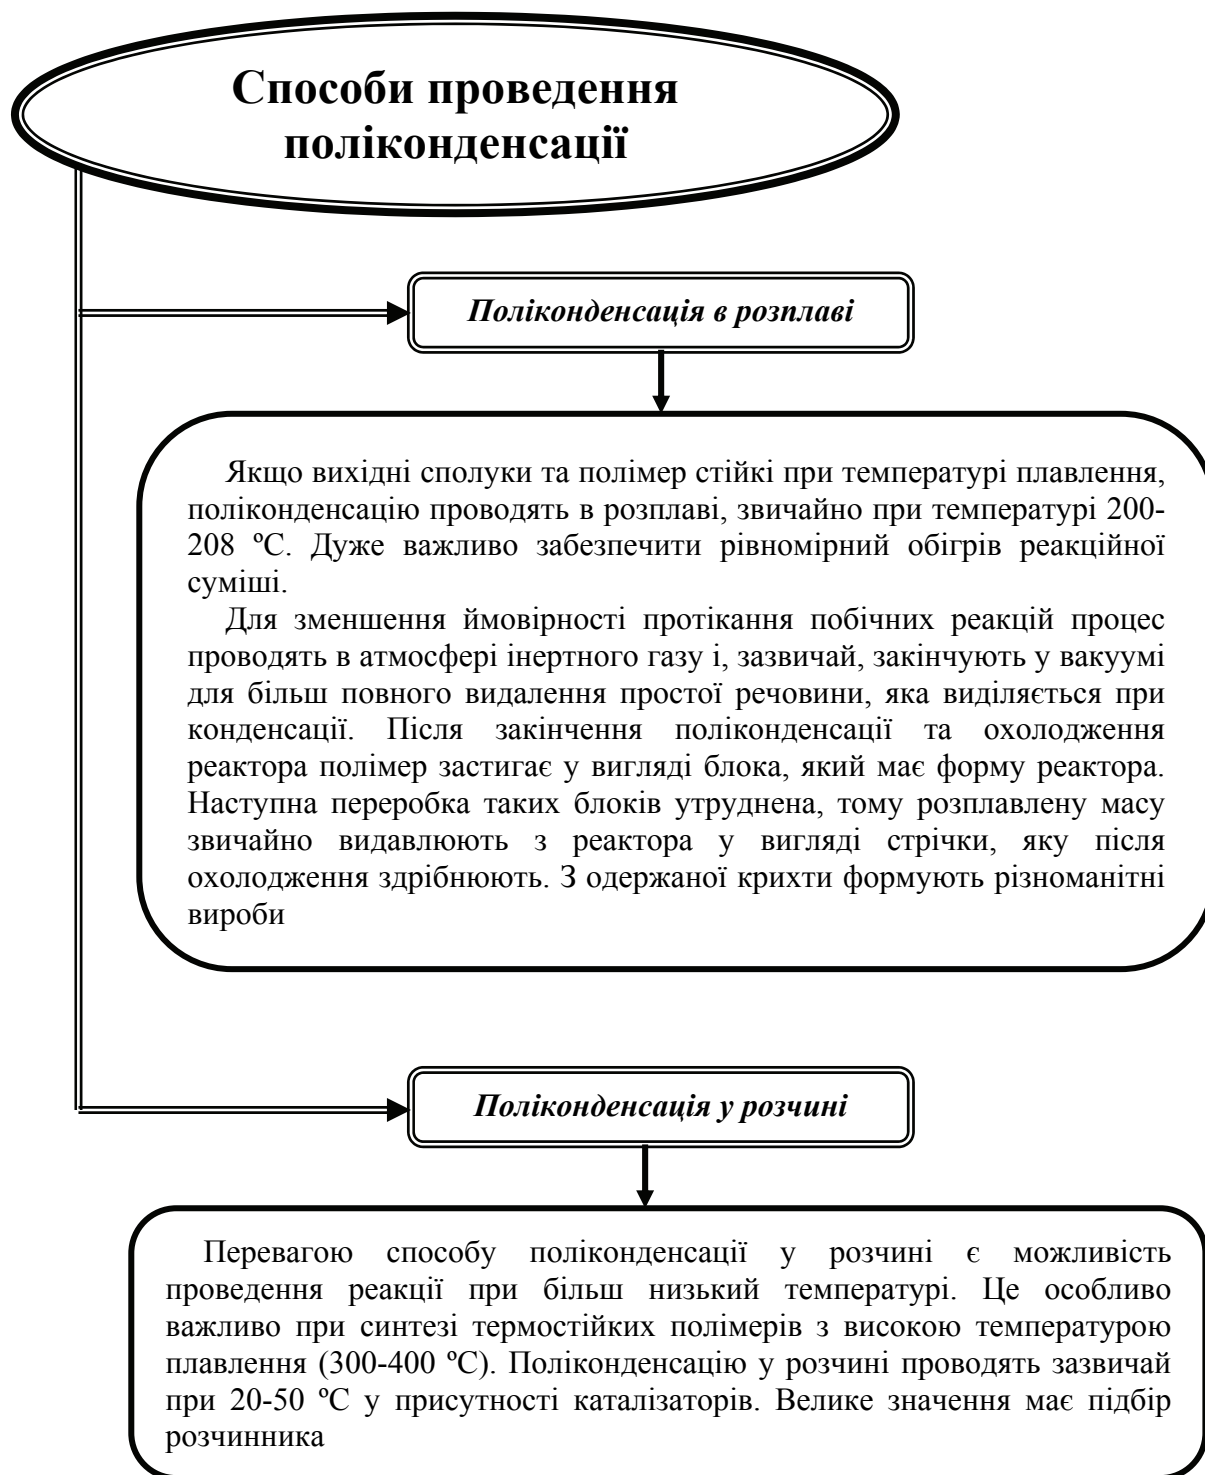 Способи проведення
поліконденсації
Поліконденсація в розплаві
Якщо вихідні сполуки та полімер стійкі при температурі плавлення,
поліконденсацію проводять в розплаві, звичайно при температурі 200-
208 ºС. Дуже важливо забезпечити рівномірний обігрів реакційної
суміші.
Для зменшення ймовірності протікання побічних реакцій процес
проводять в атмосфері інертного газу і, зазвичай, закінчують у вакуумі
для більш повного видалення простої речовини, яка виділяється при
конденсації. Після закінчення поліконденсації та охолодження
реактора полімер застигає у вигляді блока, який має форму реактора.
Наступна переробка таких блоків утруднена, тому розплавлену масу
звичайно видавлюють з реактора у вигляді стрічки, яку після
охолодження здрібнюють. З одержаної крихти формують різноманітні
вироби
Поліконденсація у розчині
Перевагою способу поліконденсації у розчині є можливість
проведення реакції при більш низький температурі. Це особливо
важливо при синтезі термостійких полімерів з високою температурою
плавлення (300-400 ºС). Поліконденсацію у розчині проводять зазвичай
при 20-50 ºС у присутності каталізаторів. Велике значення має підбір
розчинника